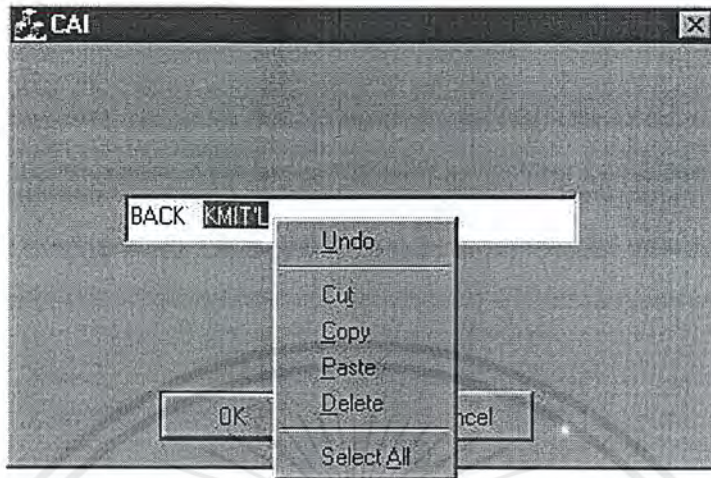 CAI
BACK KMIT'L
Undo
Cut
Copy
Paste
Delete
Select All
OK
ncel